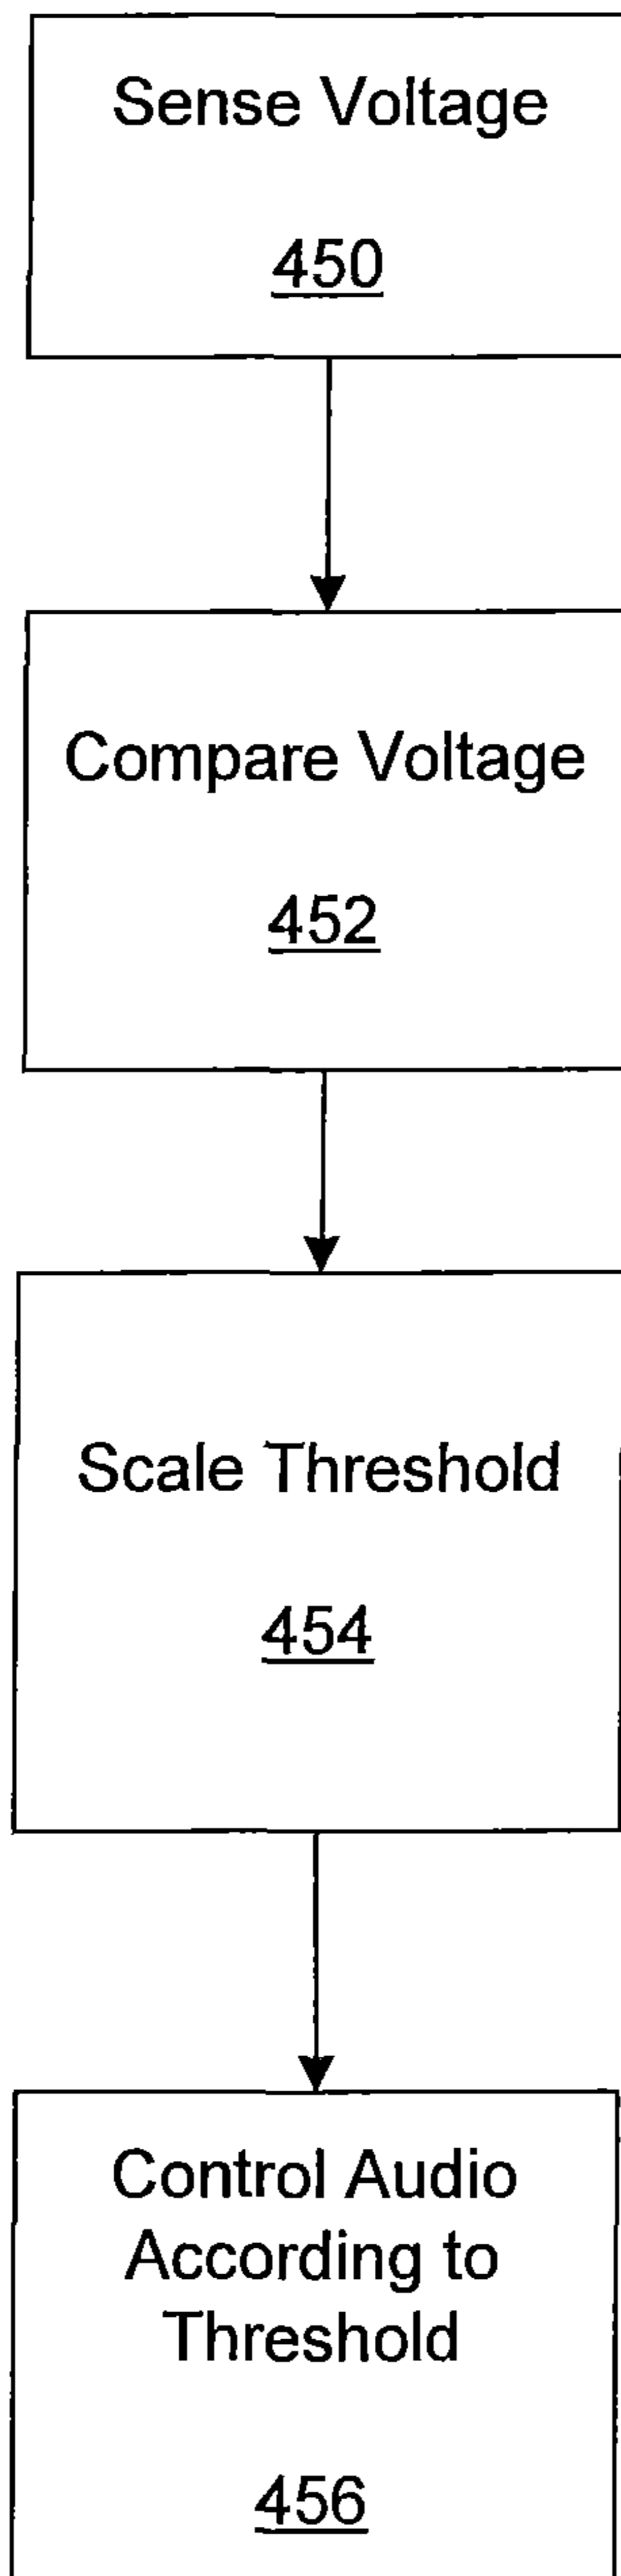 Sense Voltage
450
Compare Voltage
452
Scale Threshold
454
Control Audio
According to
Threshold
456